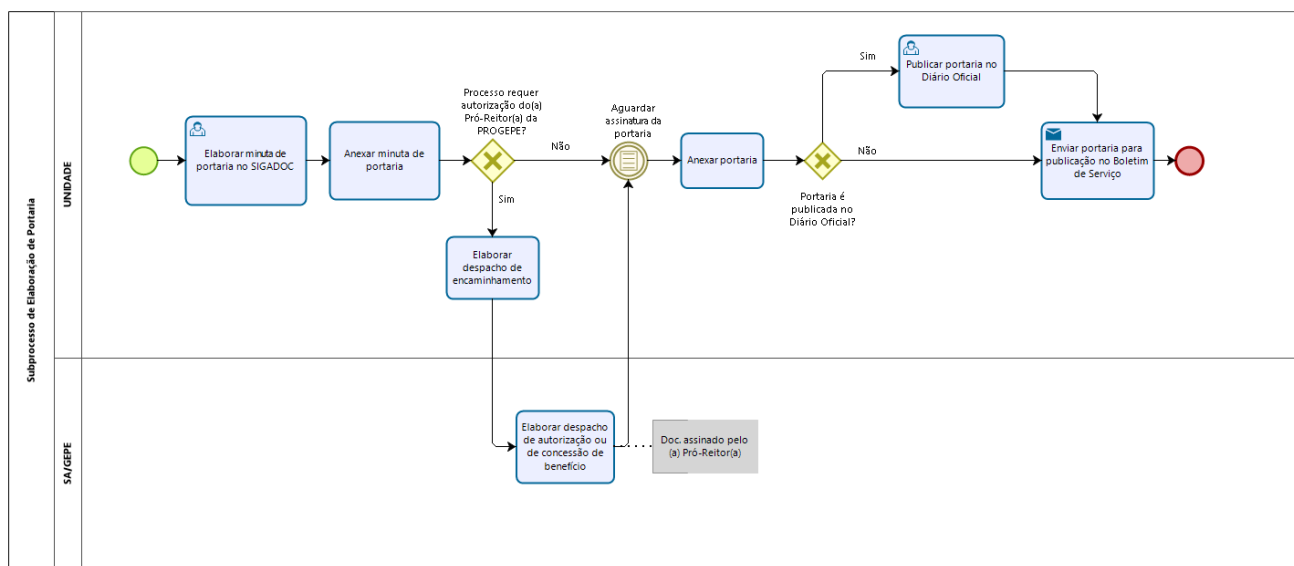 Subprocesso de Elaboração de Portaria
UNIDADE
Elaborar minuta de
portaria no SIGADOC
Anexar minuta de
portaria
Processo requer
autorização do(a)
Pró-Reitor(a) da
PROGEPE?
Não
Sim
Elaborar
despacho de
encaminhamento
Aguardar
assinatura da
portaria
Anexar portaria
Portaria é
publicada no
Diário Oficial?
Sim
Não
Publicar portaria no
Diário Oficial
Enviar portaria para
publicação no Boletim
de Serviço
SA/GEPE
Elaborar despacho
de autorização ou
de concessão de
benefício
Doc. assinado pelo
(a) Pró-Reitor(a)